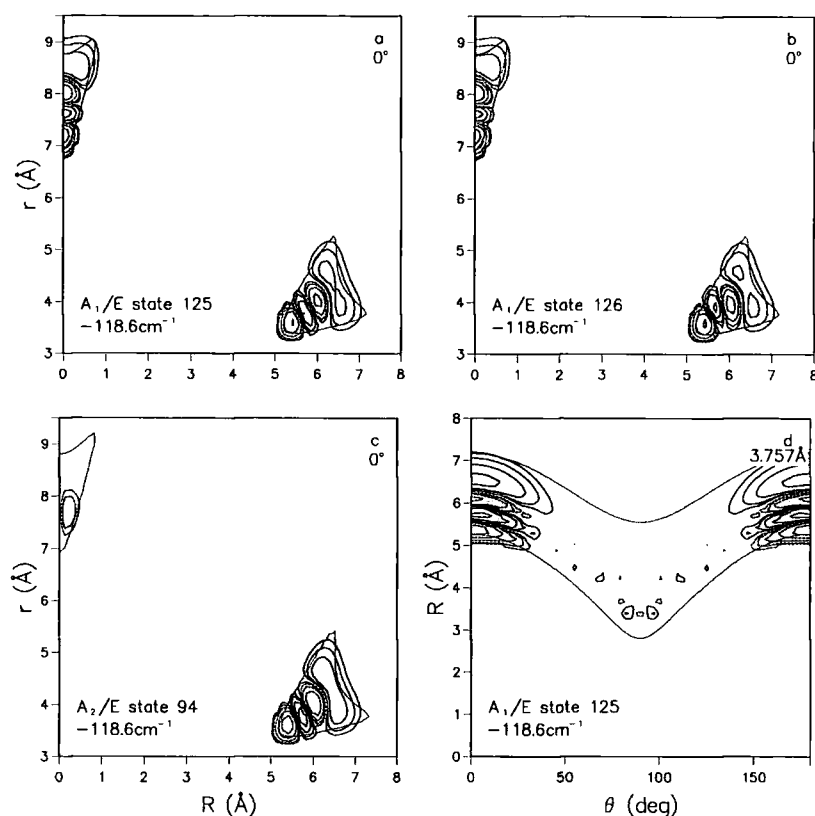 a
0°
9
8
7
6
5
4
3
r (Å)
A₁/E state 125
−118.6cm⁻¹
0 1 2 3 4 5 6 7 8
b
0°
9
8
7
6
5
4
3
A₁/E state 126
−118.6cm⁻¹
0 1 2 3 4 5 6 7 8
c
0°
9
8
7
6
5
4
3
r (Å)
A₂/E state 94
−118.6cm⁻¹
0 1 2 3 4 5 6 7 8
R (Å)
d
3.757Å
8
7
6
5
4
3
2
1
0
R (Å)
A₁/E state 125
−118.6cm⁻¹
0 50 100 150
θ (deg)